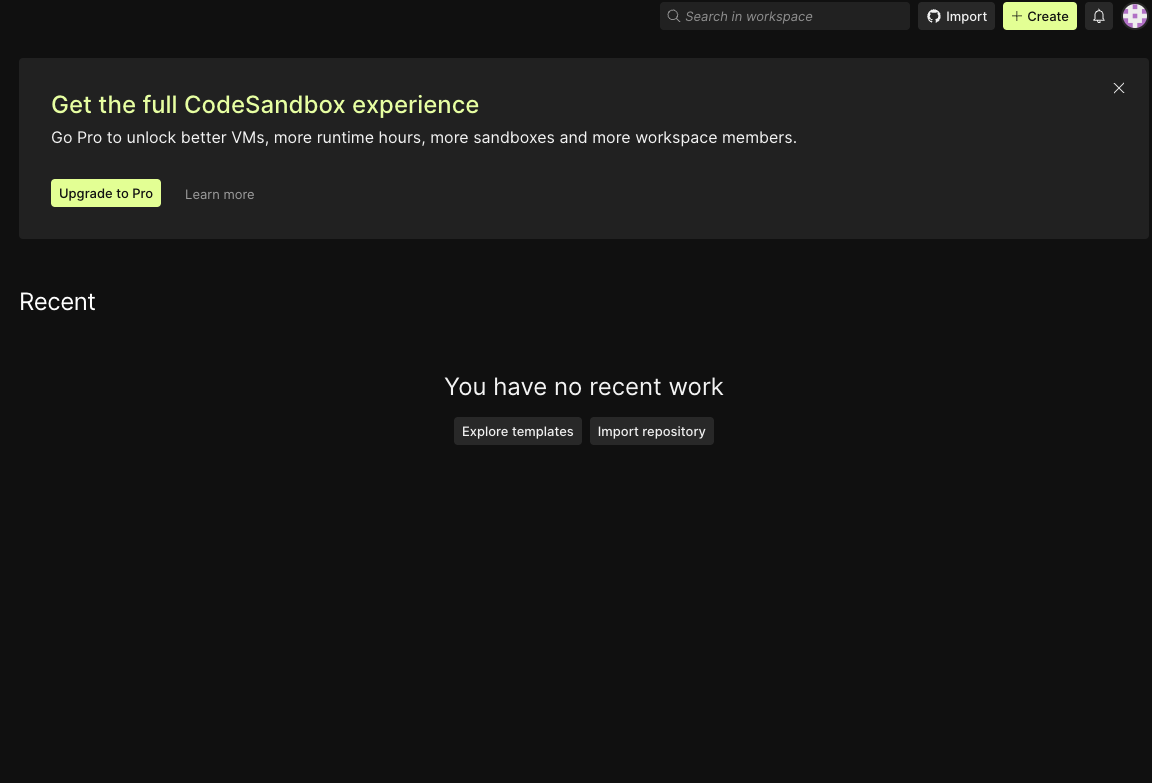 Search in workspace
Import
Create
Get the full CodeSandbox experience
Go Pro to unlock better VMs, more runtime hours, more sandboxes and more workspace members.
Upgrade to Pro
Learn more
Recent
You have no recent work
Explore templates
Import repository